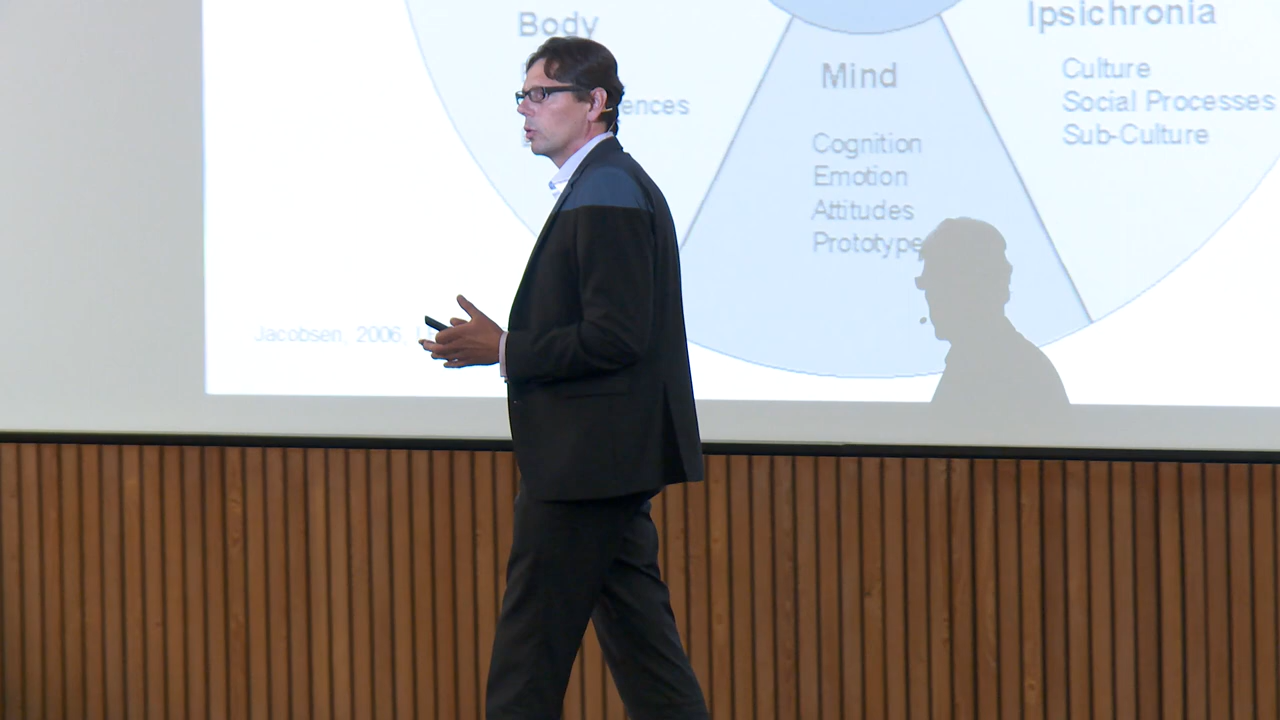 Body
Mind
Cognition
Emotion
Attitudes
Ipsichronia
Culture
Social Processes
Sub-Culture
Jacobsen, 2006,